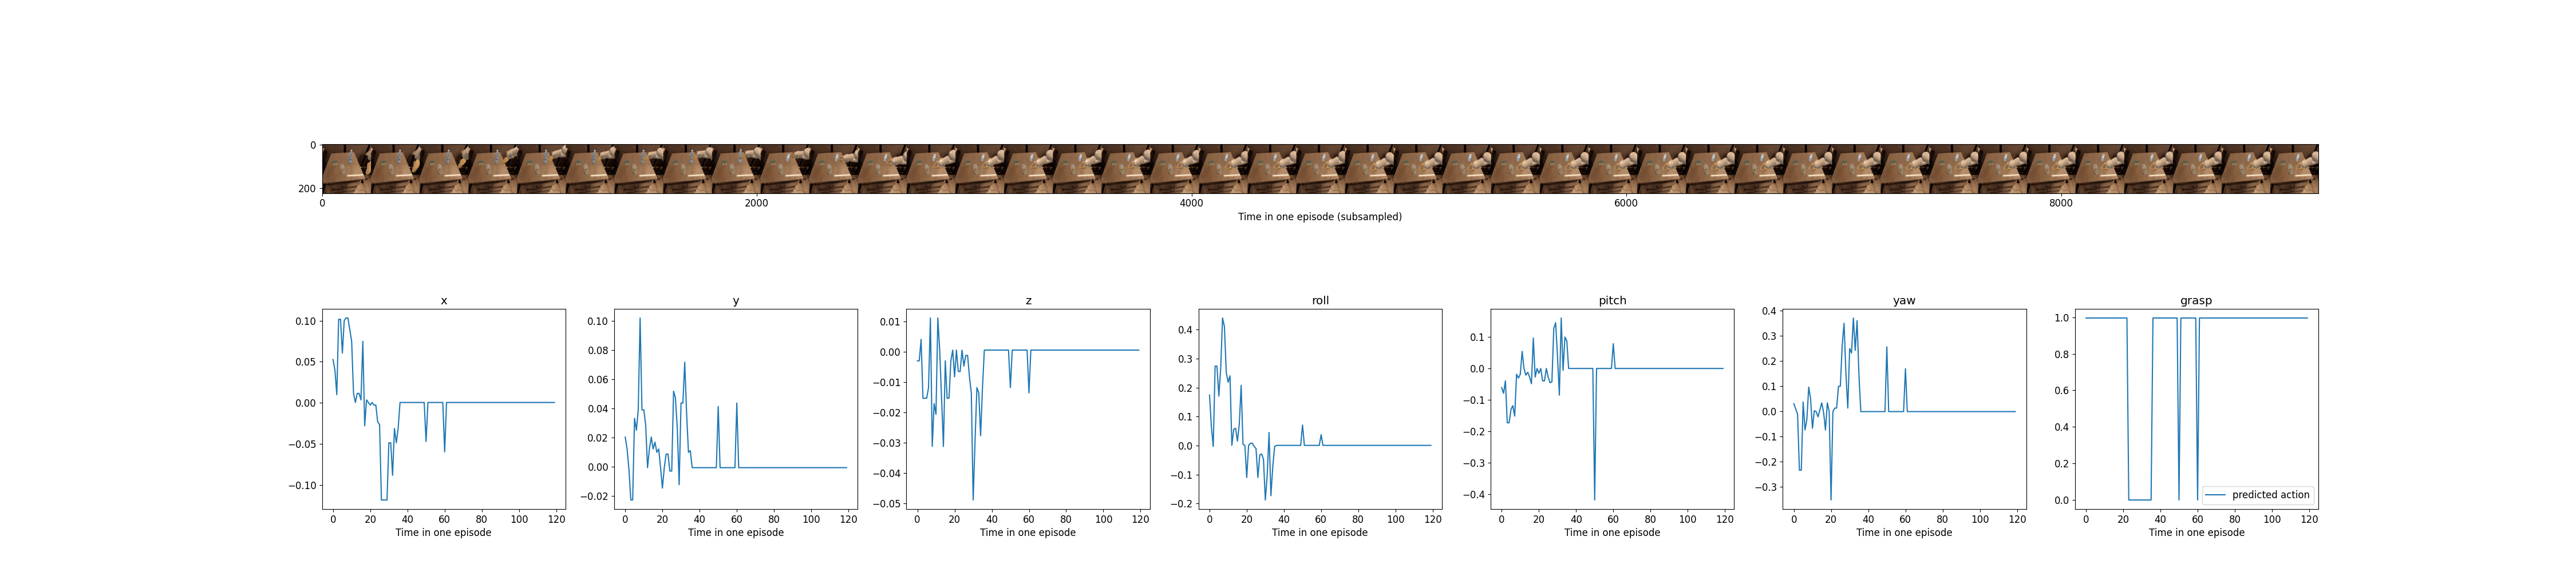 0
200
0 2000 4000 6000 8000
Time in one episode (subsampled)
x
0.10
0.05
0.00
−0.05
−0.10
0 20 40 60 80 100 120
Time in one episode
y
0.10
0.08
0.06
0.04
0.02
0.00
−0.02
0 20 40 60 80 100 120
Time in one episode
z
0.01
0.00
−0.01
−0.02
−0.03
−0.04
−0.05
0 20 40 60 80 100 120
Time in one episode
roll
0.4
0.3
0.2
0.1
0.0
−0.1
−0.2
0 20 40 60 80 100 120
Time in one episode
pitch
0.1
0.0
−0.1
−0.2
−0.3
−0.4
0 20 40 60 80 100 120
Time in one episode
yaw
0.4
0.3
0.2
0.1
0.0
−0.1
−0.2
−0.3
0 20 40 60 80 100 120
Time in one episode
grasp
1.0
0.8
0.6
0.4
0.2
0.0
predicted action
0 20 40 60 80 100 120
Time in one episode